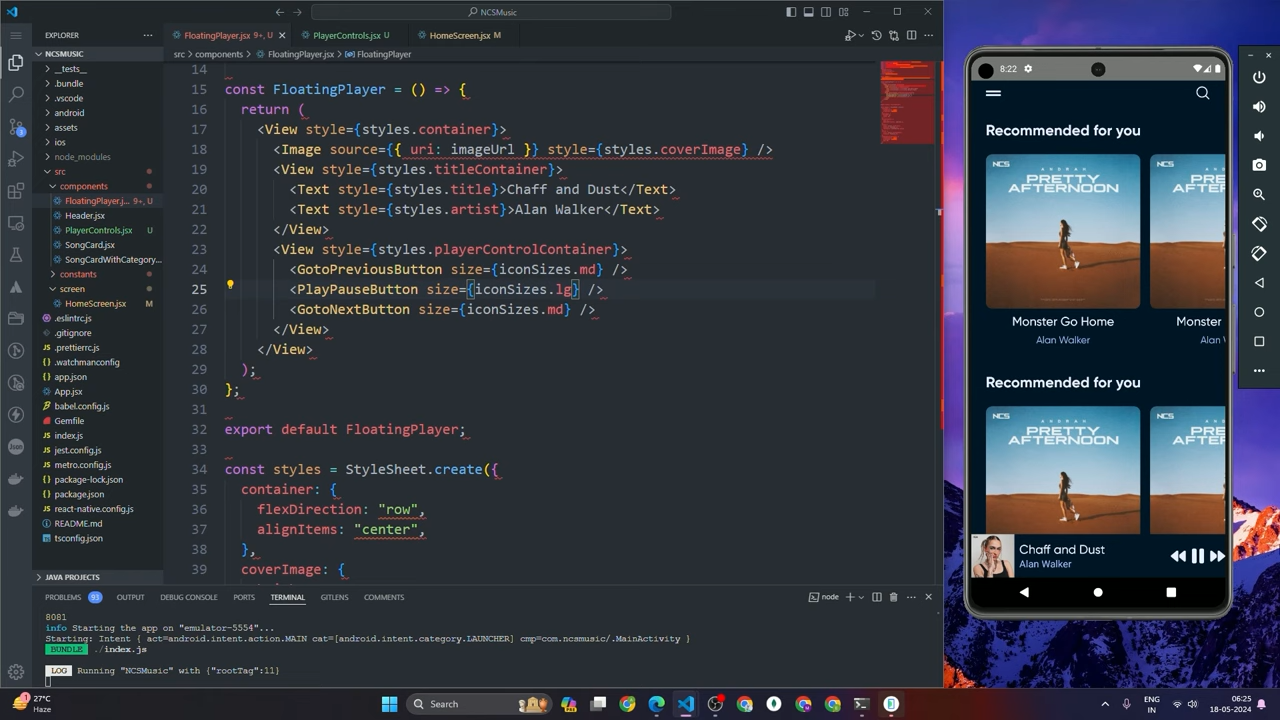 NCSMusic
EXPLORER
FloatingPlayer.jsx 9+, U
PlayerControls.jsx U
HomeScreen.jsx M
NCSMUSIC
src > components > FloatingPlayer.jsx > FloatingPlayer
__tests__
.bundle
.vscode
android
assets
ios
node_modules
src
components
FloatingPlayer.j... 9+, U
Header.jsx
PlayerControls.jsx U
SongCard.jsx
SongCardWithCategory...
constants
screen
HomeScreen.jsx M
.eslintrc.js
.gitignore
.prettierrc.js
.watchmanconfig
app.json
App.jsx
babel.config.js
Gemfile
index.js
jest.config.js
metro.config.js
package-lock.json
package.json
react-native.config.js
README.md
tsconfig.json
JAVA PROJECTS
14
15 const FloatingPlayer = () => {
16 return (
17 <View style={styles.container}>
18 <Image source={{ uri: imageUrl }} style={styles.coverImage} />
19 <View style={styles.titleContainer}>
20 <Text style={styles.title}>Chaff and Dust</Text>
21 <Text style={styles.artist}>Alan Walker</Text>
22 </View>
23 <View style={styles.playerControlContainer}>
24 <GotoPreviousButton size={iconSizes.md} />
25 <PlayPauseButton size={iconSizes.lg} />
26 <GotoNextButton size={iconSizes.md} />
27 </View>
28 </View>
29 );
30 };
31
32 export default FloatingPlayer;
33
34 const styles = StyleSheet.create({
35 container: {
36 flexDirection: "row",
37 alignItems: "center",
38 },
39 coverImage: {
PROBLEMS 93 OUTPUT DEBUG CONSOLE PORTS TERMINAL GITLENS COMMENTS
node
8081
info Starting the app on "emulator-5554"...
Starting: Intent { act=android.intent.action.MAIN cat=[android.intent.category.LAUNCHER] cmp=com.ncsmusic/.MainActivity }
BUNDLE ./index.js
LOG Running "NCSMusic" with {"rootTag":11}
8:22
Recommended for you
NCS
PRETTY
AFTERNOON
NCS
Monster Go Home
Alan Walker
Monster
Alan
Recommended for you
NCS
PRETTY
AFTERNOON
NCS
Chaff and Dust
Alan Walker
27°C
Haze
Search
ENG
IN
06:25
18-05-2024